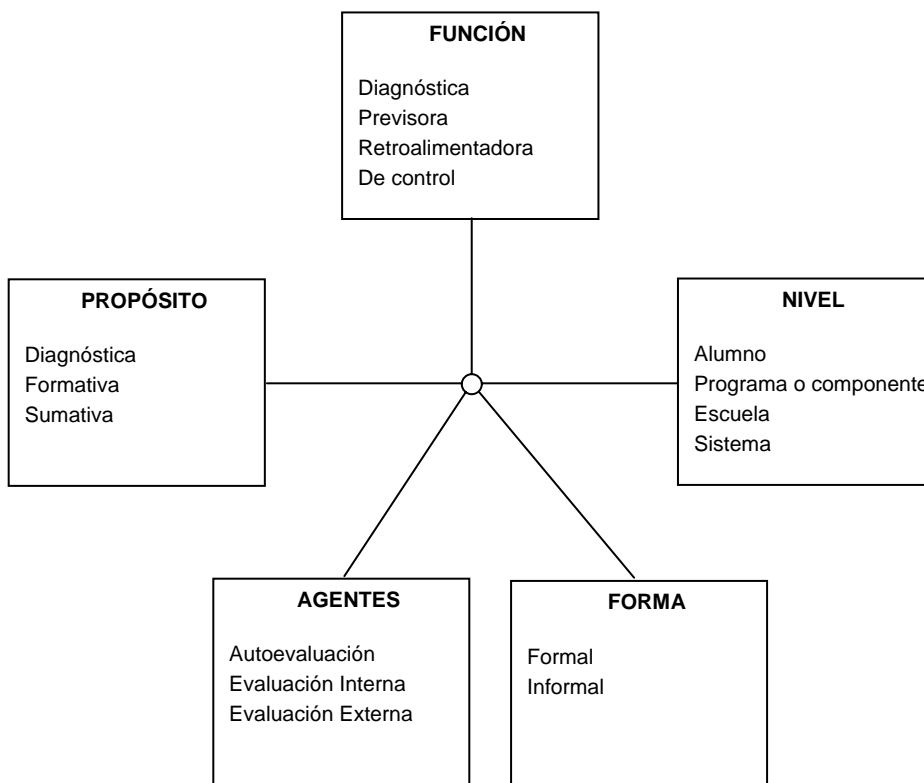 FUNCIÓN
Diagnóstica
Previsora
Retroalimentadora
De control
PROPÓSITO
Diagnóstica
Formativa
Sumativa
NIVEL
Alumno
Programa o componente
Escuela
Sistema
AGENTES
Autoevaluación
Evaluación Interna
Evaluación Externa
FORMA
Formal
Informal